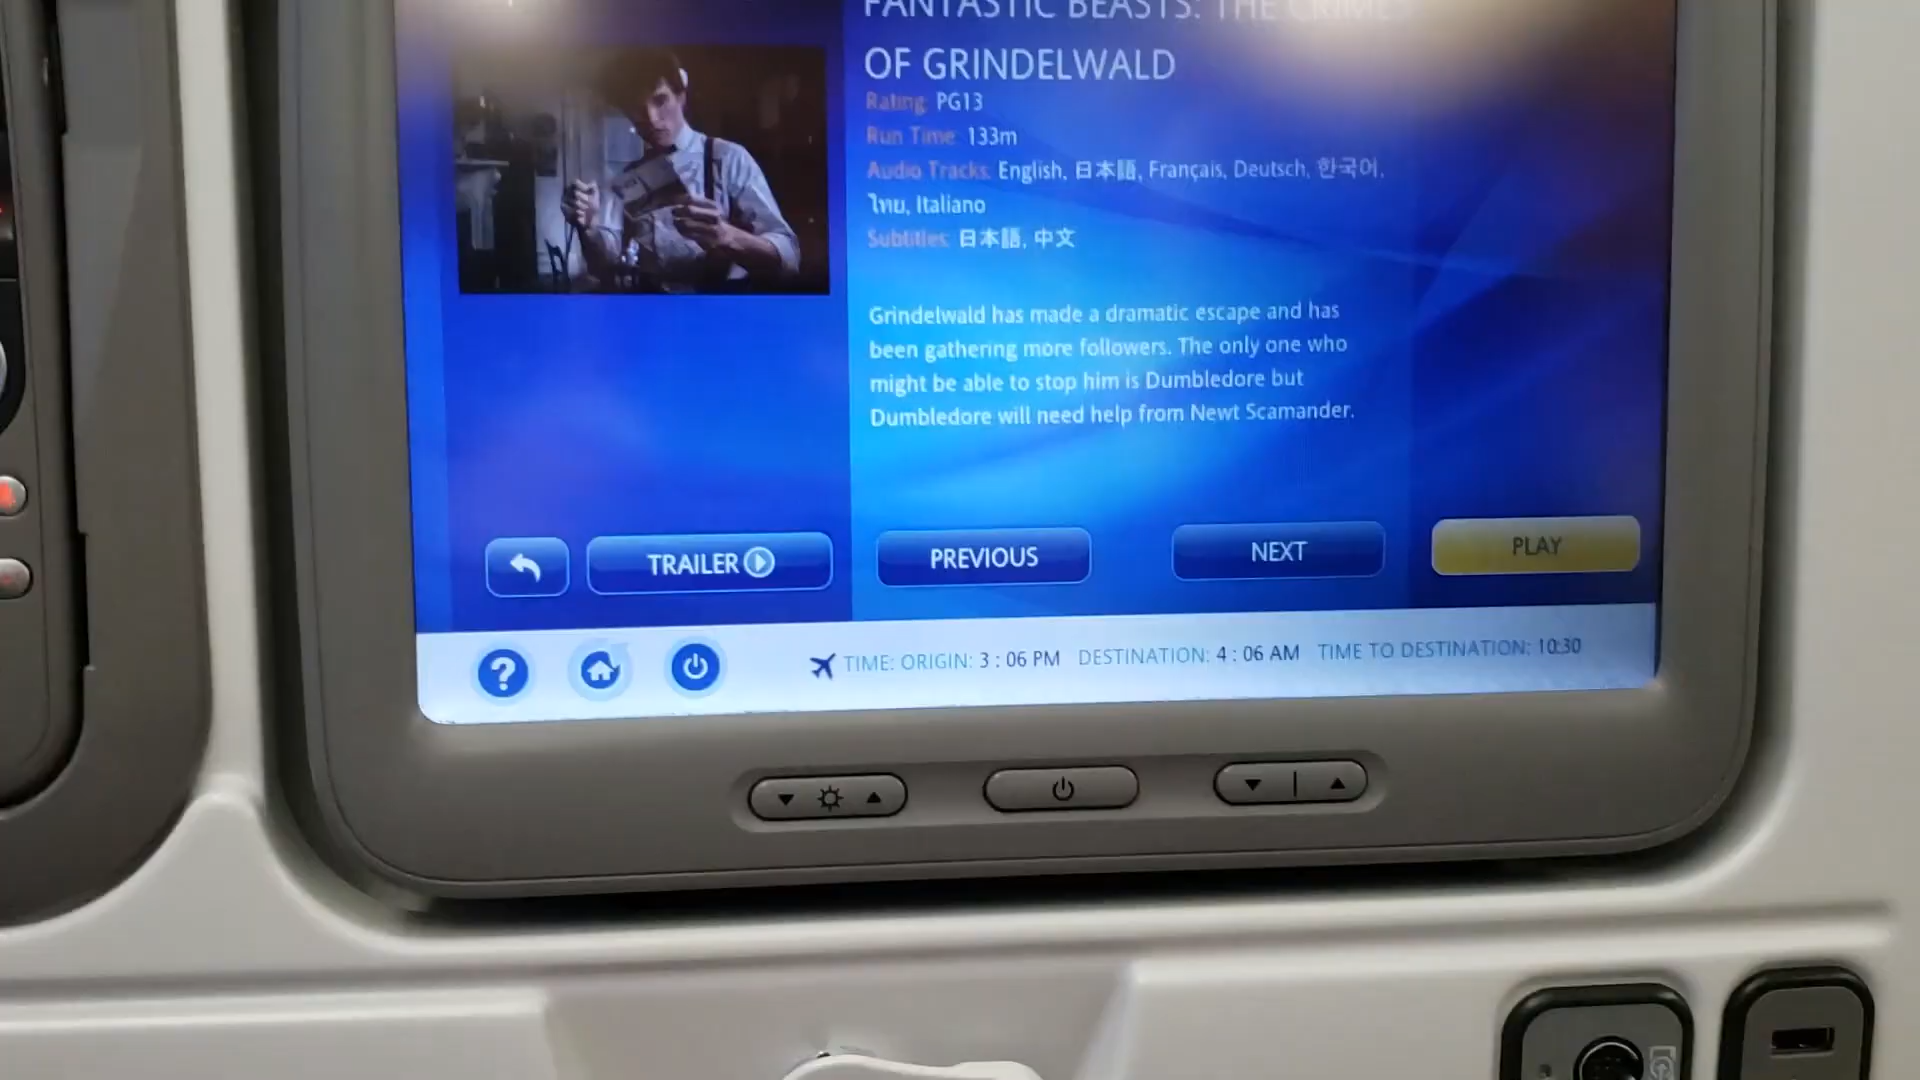 FANTASTIC BEASTS: THE CRIMES
OF GRINDELWALD
Rating: PG13
Run Time: 133m
Audio Tracks: English, 日本語, Français, Deutsch, 한국어,
ไทย, Italiano
Subtitles: 日本語, 中文
Grindelwald has made a dramatic escape and has
been gathering more followers. The only one who
might be able to stop him is Dumbledore but
Dumbledore will need help from Newt Scamander.
TRAILER
PREVIOUS
NEXT
PLAY
?
TIME: ORIGIN: 3 : 06 PM DESTINATION: 4 : 06 AM TIME TO DESTINATION: 10:30